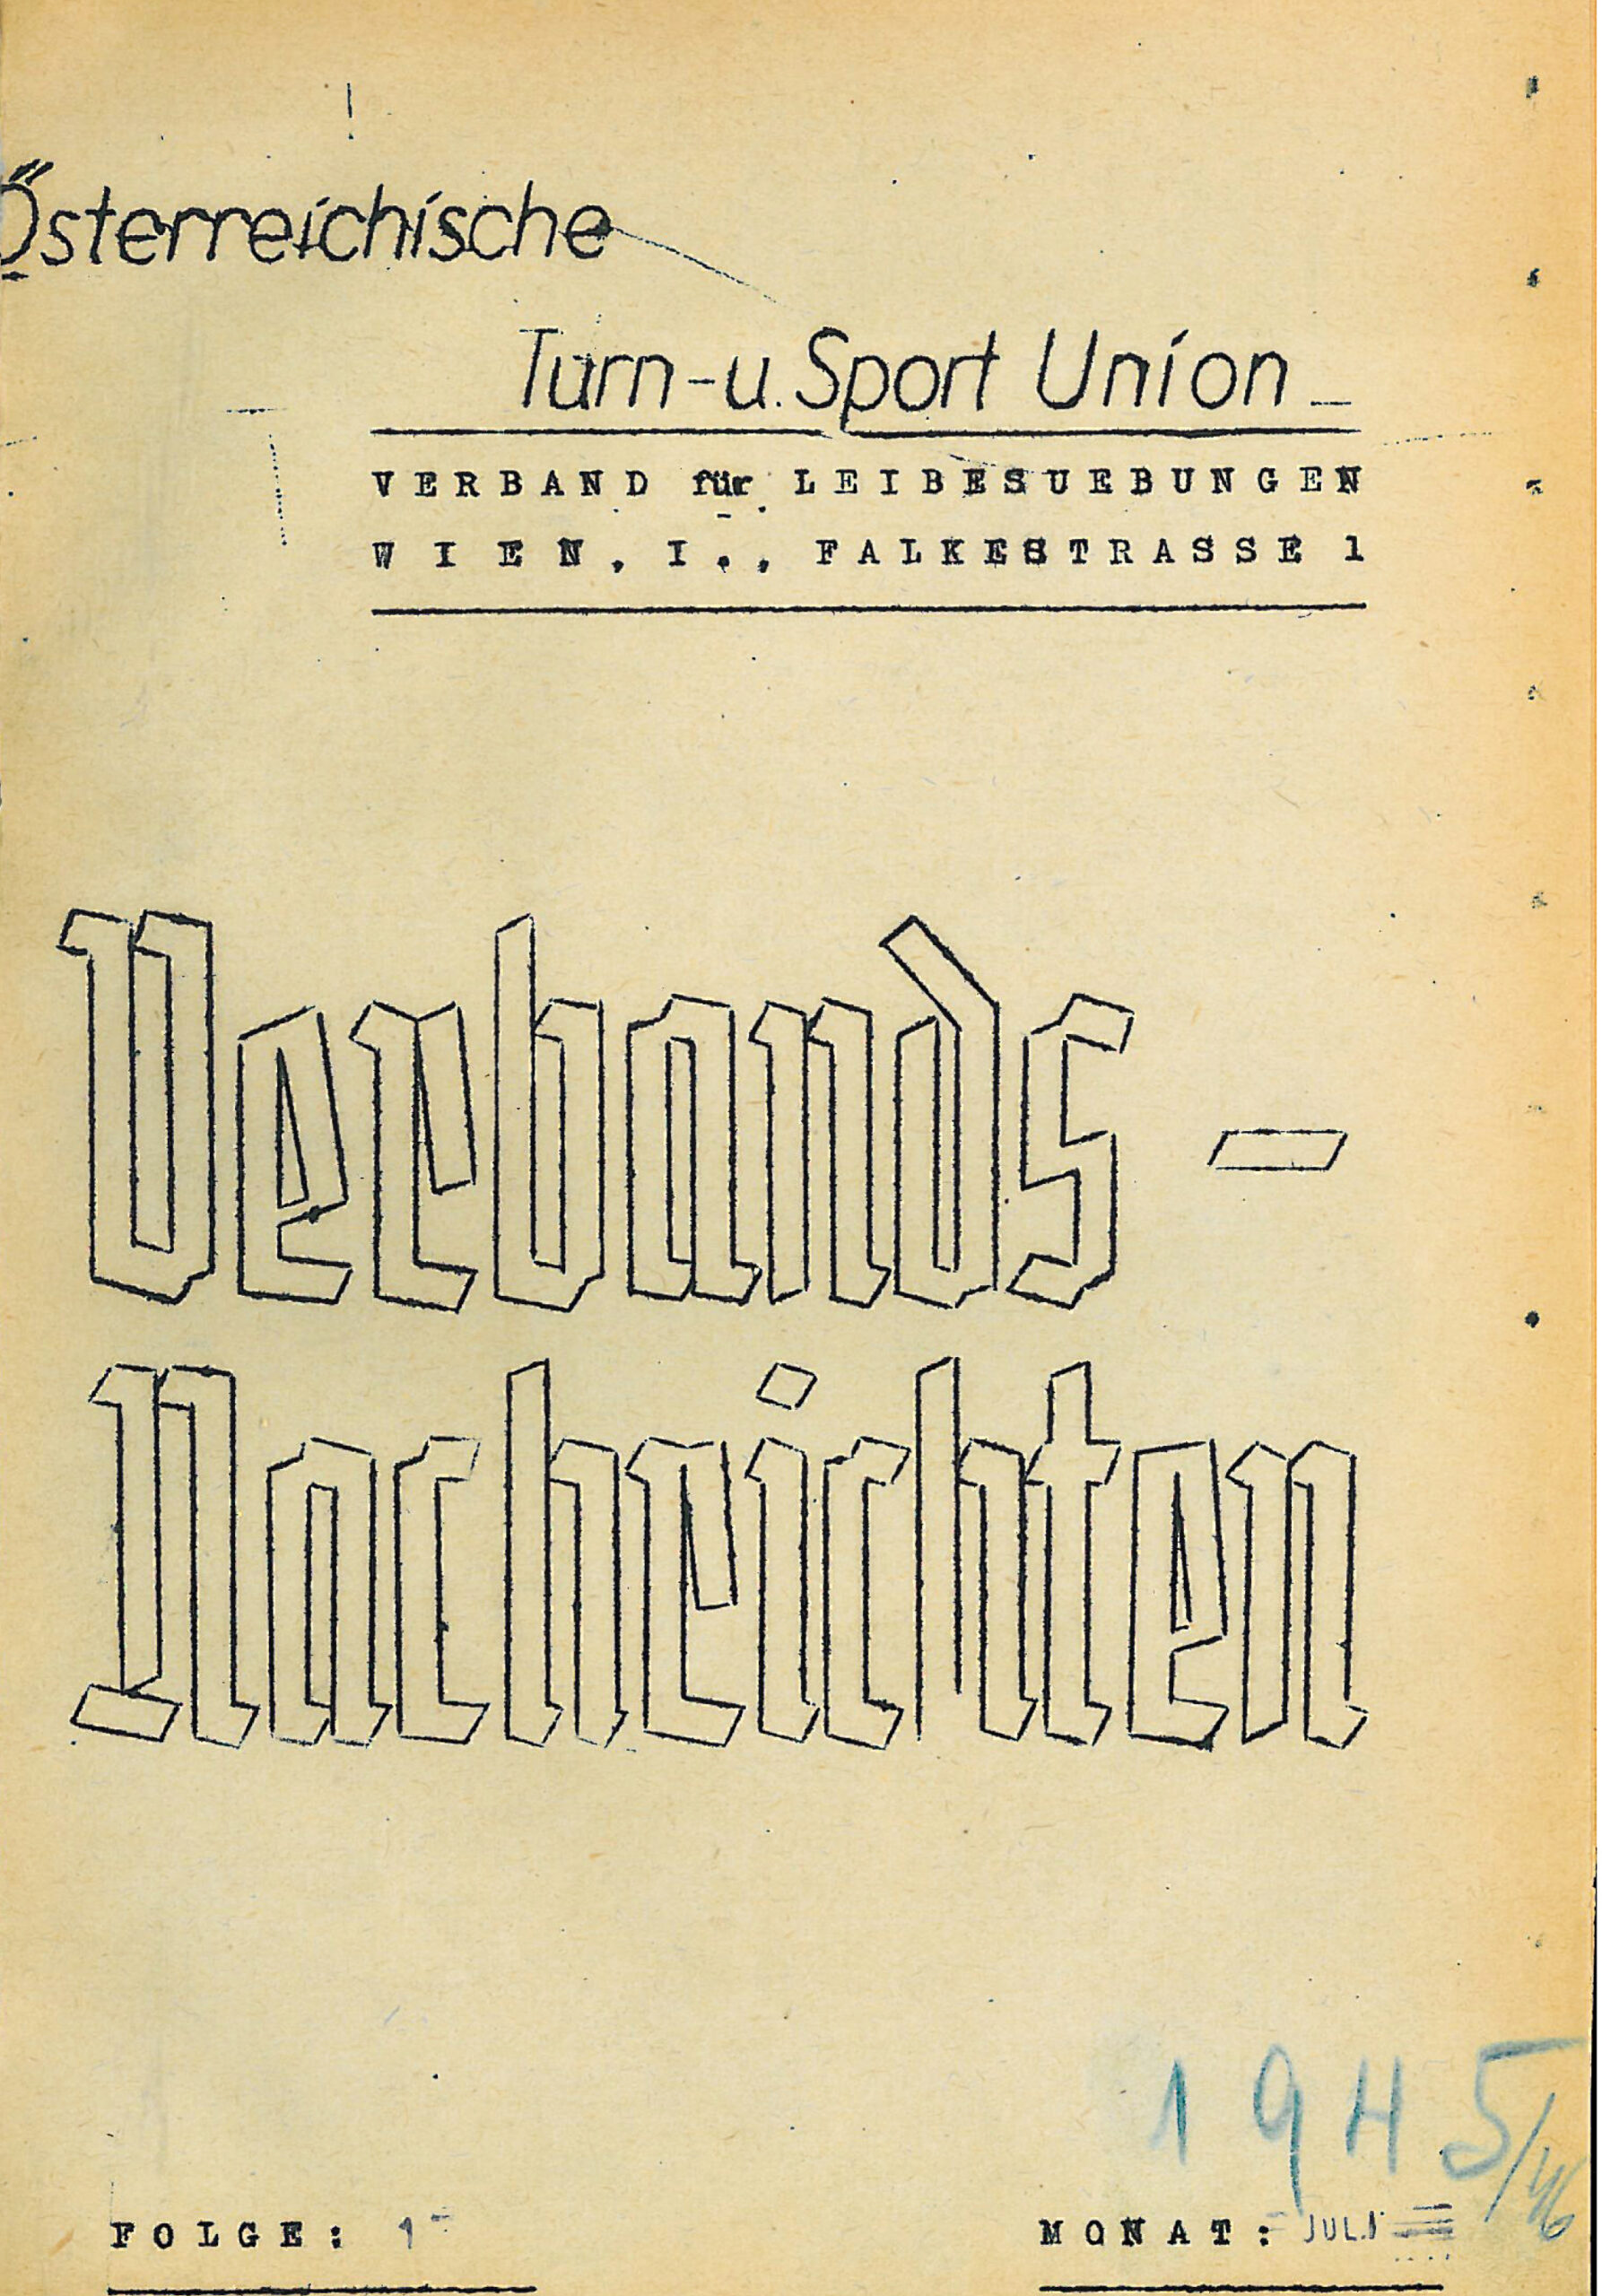 Österreichische
Turn-u. Sport Union
VERBAND für LEIBESUEBUNGEN
WIEN, I., FALKESTRASSE 1
Verbands-
Nachrichten
1945/46
FOLGE: 1
MONAT: JULI